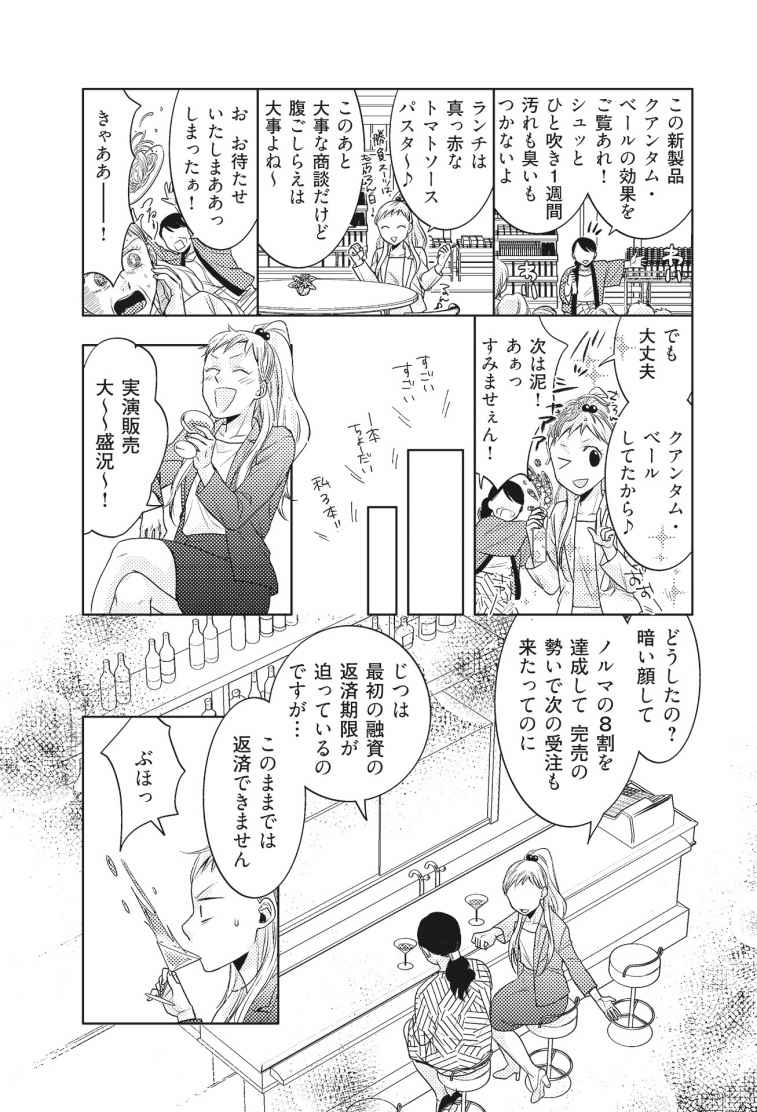 この新製品
クアンタム・
ベールの効果を
ご覧あれ!
シュッと
ひと吹き1週間
汚れも臭いも
つかないよ
ランチは
真っ赤な
トマトソース
パスタ〜♪
このあと
大事な商談だけど
腹ごしらえは
大事よね〜
お お待たせ
いたしまああっ
しまったぁ!
きゃああ——!
でも
大丈夫
クアンタム・
ベール
してたから♪
次は泥!
あぁっ
すみませぇん!
すごい
すごい
1本
ちょーだい
私3本!!
実演販売
大〜〜盛況〜!
どうしたの?
暗い顔して
ノルマの8割を
達成して 完売の
勢いで次の受注も
来たってのに
じつは
最初の融資の
返済期限が
迫っているの
ですが…
このままでは
返済できません
ぶほっ